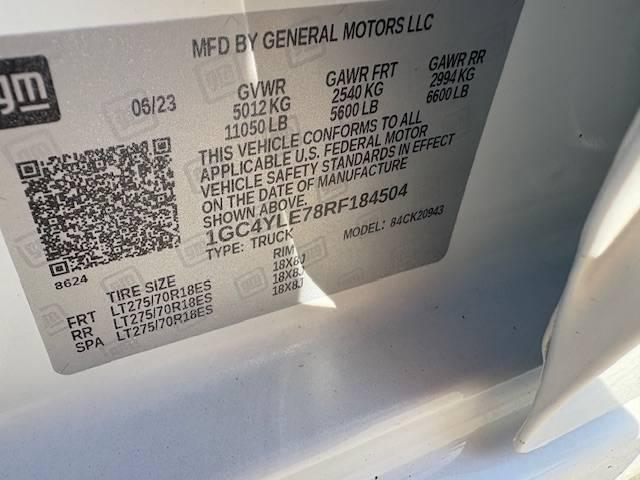 gm
MFD BY GENERAL MOTORS LLC
06/23
GVWR
5012 KG
11050 LB
GAWR FRT
2540 KG
5600 LB
GAWR RR
2994 KG
6600 LB
THIS VEHICLE CONFORMS TO ALL
APPLICABLE U.S. FEDERAL MOTOR
VEHICLE SAFETY STANDARDS IN EFFECT
ON THE DATE OF MANUFACTURE
SHOWN ABOVE.
1GC4YLE78RF184504
TYPE: TRUCK
MODEL: 84CK20943
8624
TIRE SIZE RIM
FRT LT275/70R18ES 18X8J
RR LT275/70R18ES 18X8J
SPA LT275/70R18ES 18X8J